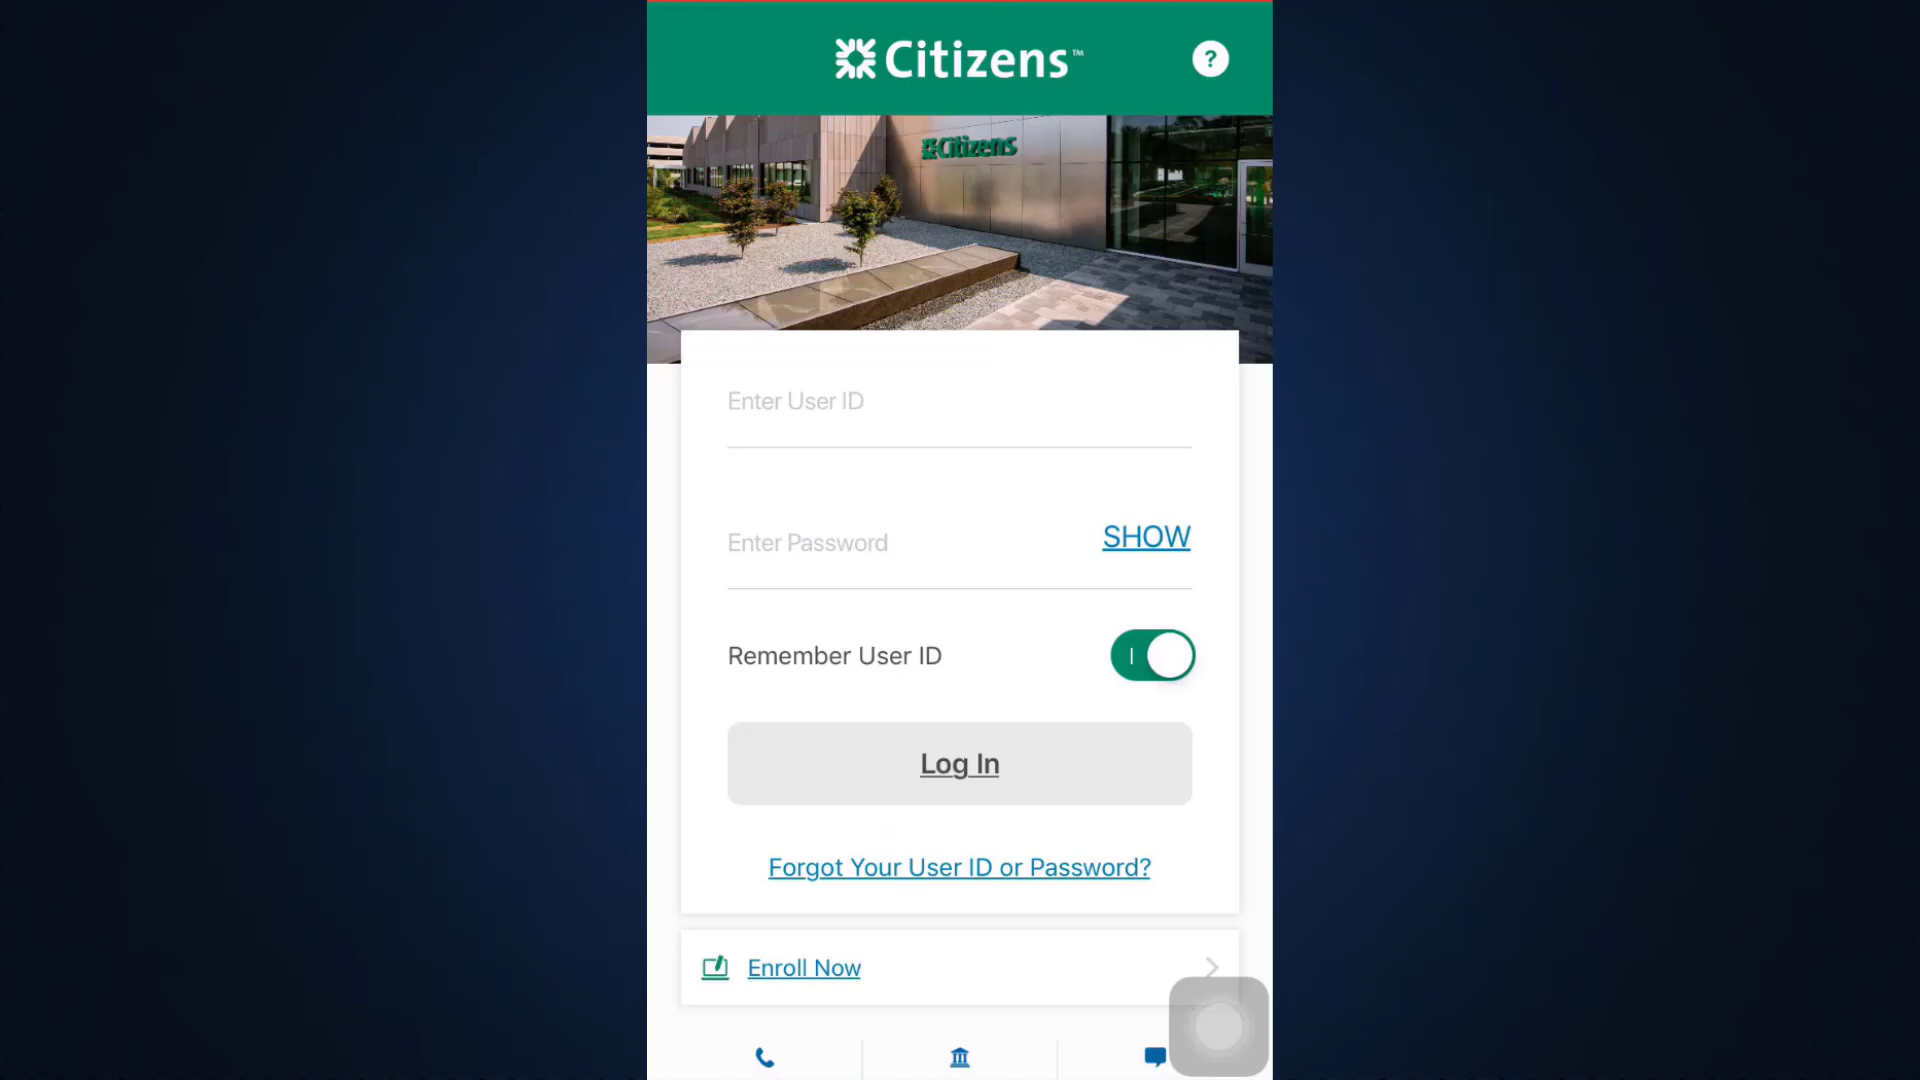 Citizens™
?
Citizens
Enter User ID
Enter Password
SHOW
Remember User ID
Log In
Forgot Your User ID or Password?
Enroll Now